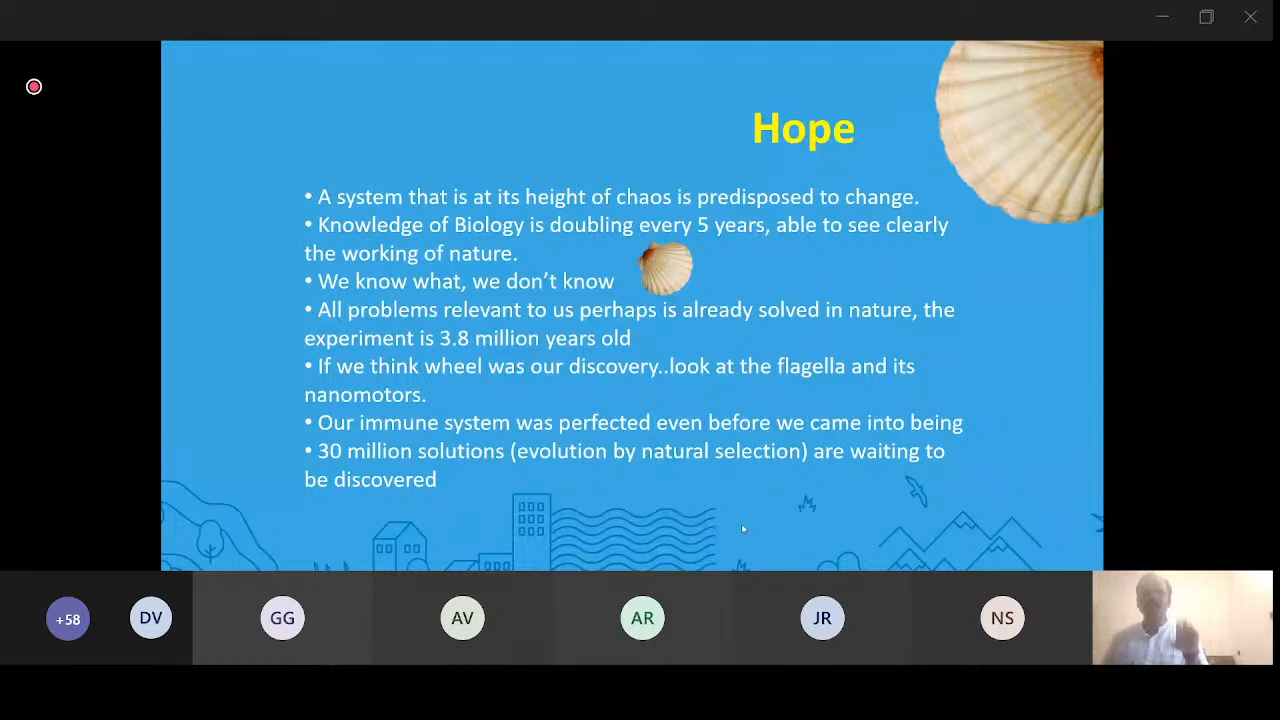 Hope
• A system that is at its height of chaos is predisposed to change.
• Knowledge of Biology is doubling every 5 years, able to see clearly
the working of nature.
• We know what, we don’t know
• All problems relevant to us perhaps is already solved in nature, the
experiment is 3.8 million years old
• If we think wheel was our discovery..look at the flagella and its
nanomotors.
• Our immune system was perfected even before we came into being
• 30 million solutions (evolution by natural selection) are waiting to
be discovered
+58 DV GG AV AR JR NS